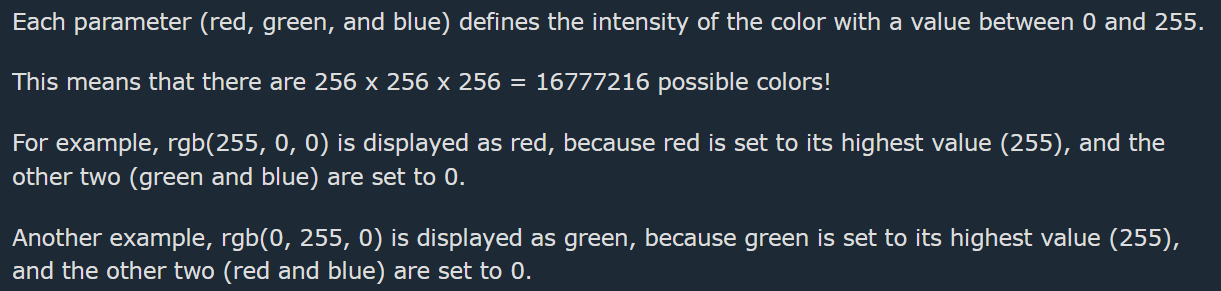 Each parameter (red, green, and blue) defines the intensity of the color with a value between 0 and 255.
This means that there are 256 x 256 x 256 = 16777216 possible colors!
For example, rgb(255, 0, 0) is displayed as red, because red is set to its highest value (255), and the
other two (green and blue) are set to 0.
Another example, rgb(0, 255, 0) is displayed as green, because green is set to its highest value (255),
and the other two (red and blue) are set to 0.